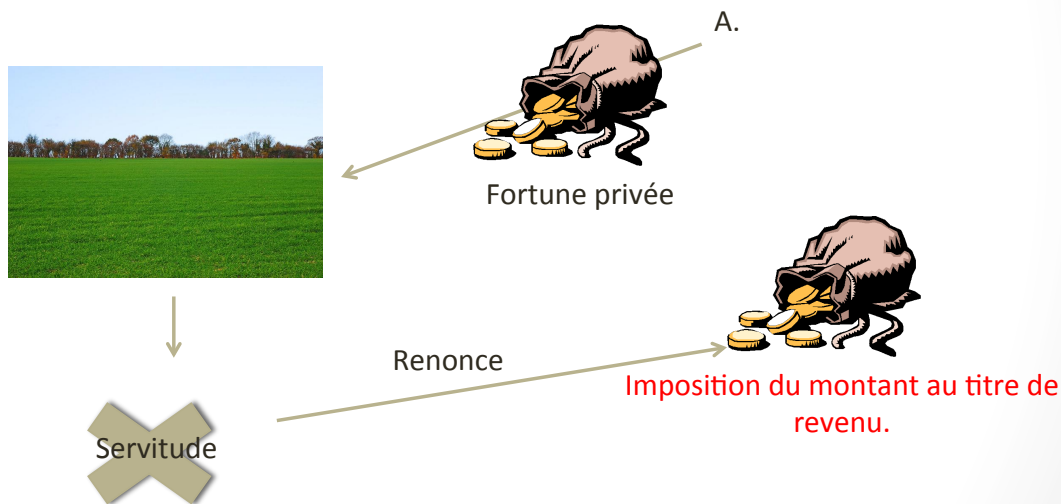 A.
Fortune privée
Renonce
Imposition du montant au titre de
revenu.
Servitude